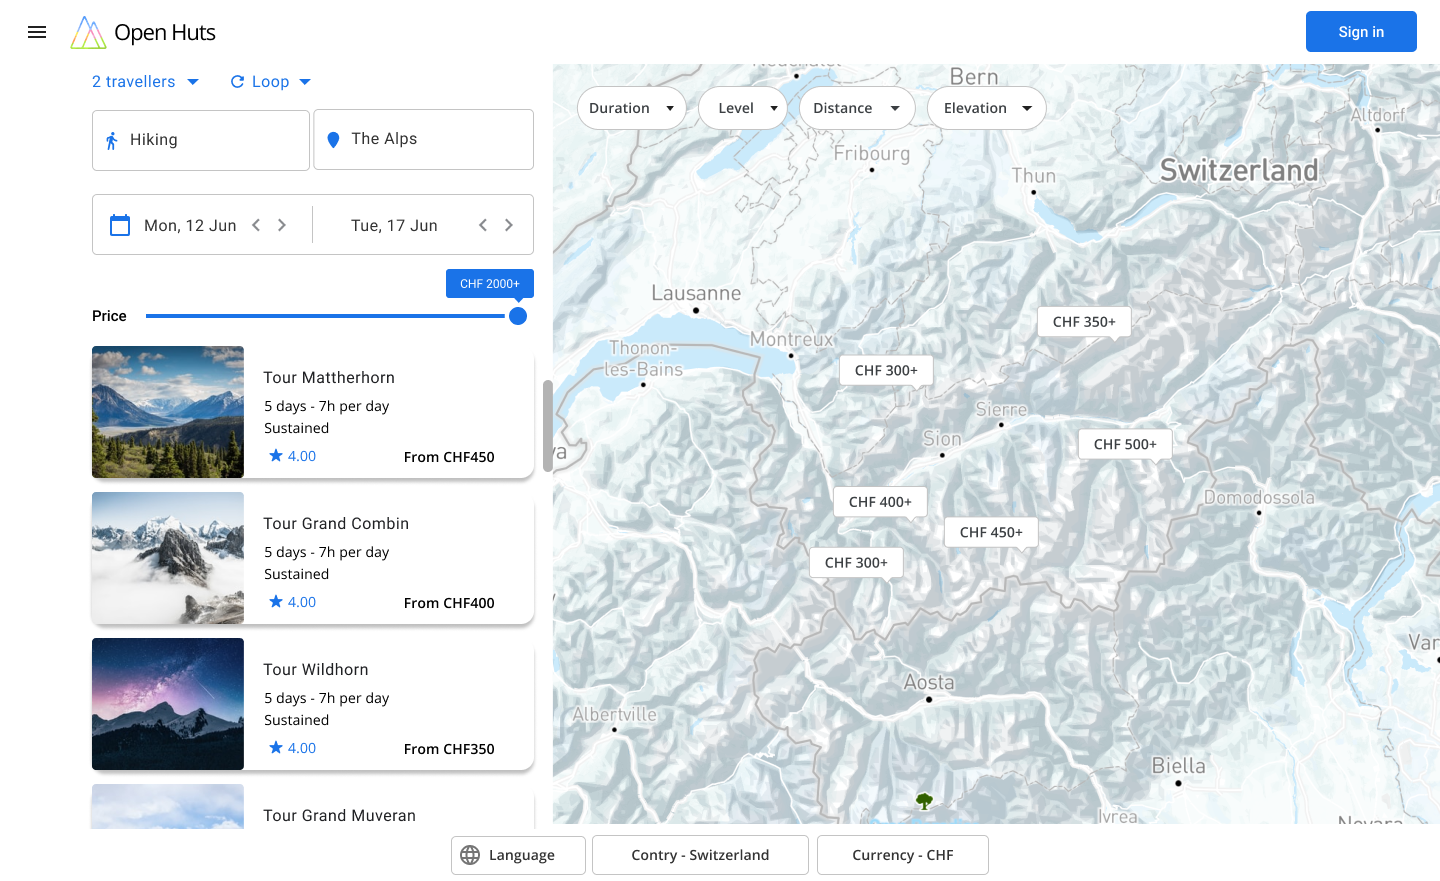 Open Huts
Sign in
2 travellers
Loop
Hiking
The Alps
Mon, 12 Jun
Tue, 17 Jun
CHF 2000+
Price
Tour Mattherhorn
5 days - 7h per day
Sustained
4.00
From CHF450
Tour Grand Combin
5 days - 7h per day
Sustained
4.00
From CHF400
Tour Wildhorn
5 days - 7h per day
Sustained
4.00
From CHF350
Tour Grand Muveran
Duration
Level
Distance
Elevation
Bern
Altdorf
Fribourg
Switzerland
Thun
Lausanne
CHF 350+
Montreux
Thonon-
les-Bains
CHF 300+
Sierre
Sion
CHF 500+
Domodossola
CHF 400+
CHF 450+
CHF 300+
Aosta
Albertville
Biella
Ivrea
Novara
Language
Contry - Switzerland
Currency - CHF